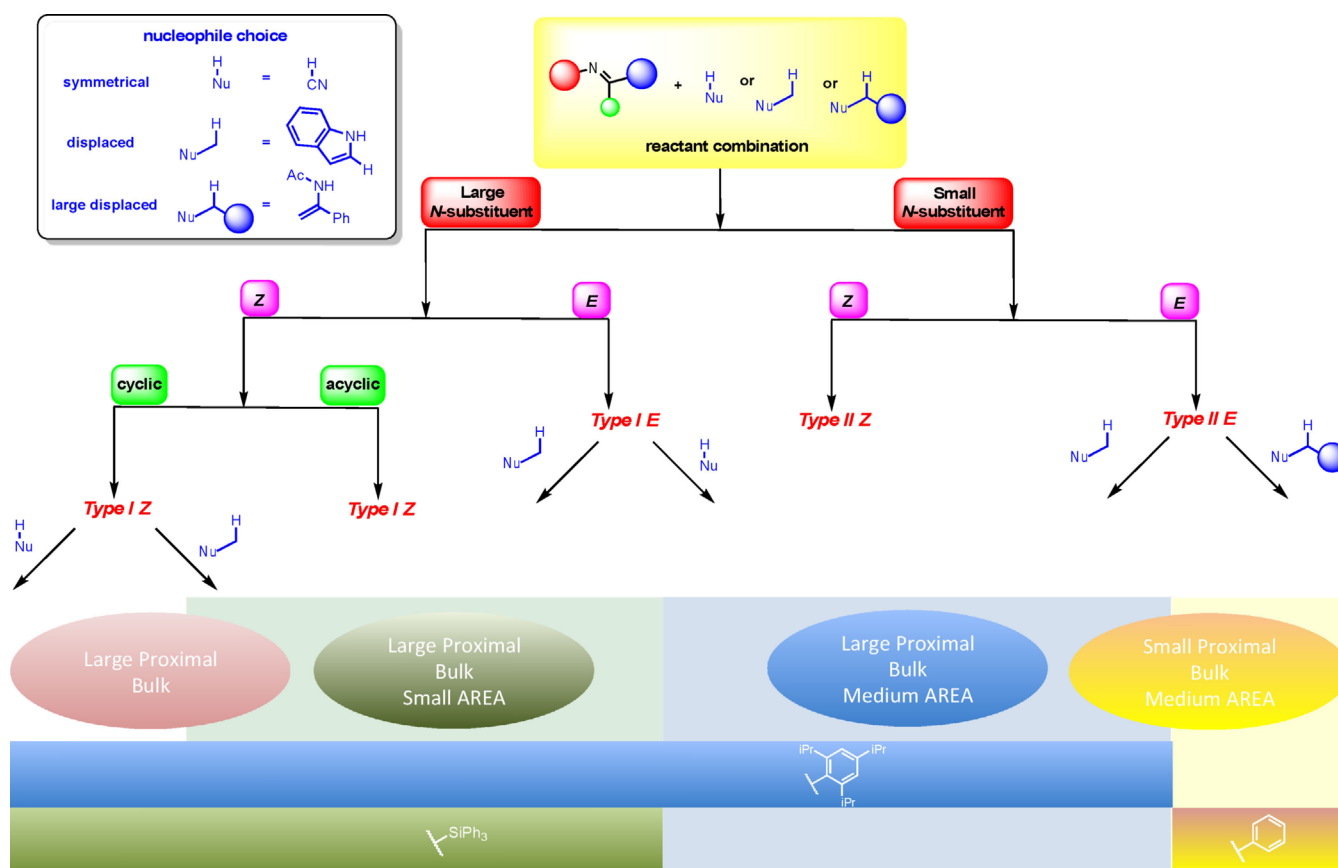 nucleophile choice
symmetrical
H
Nu
=
H
CN
displaced
H
Nu
=
NH
H
large displaced
H
Nu
=
Ac
NH
Ph
N
+
H
Nu
or
H
Nu
or
H
Nu
reactant combination
Large
N-substituent
Small
N-substituent
Z
E
Z
E
cyclic
acyclic
Type I E
Type II Z
Type II E
H
Nu
H
Nu
H
Nu
H
Nu
Type I Z
Type I Z
H
Nu
H
Nu
Large Proximal
Bulk
Large Proximal
Bulk
Small AREA
Large Proximal
Bulk
Medium AREA
Small Proximal
Bulk
Medium AREA
iPr
iPr
iPr
SiPh3